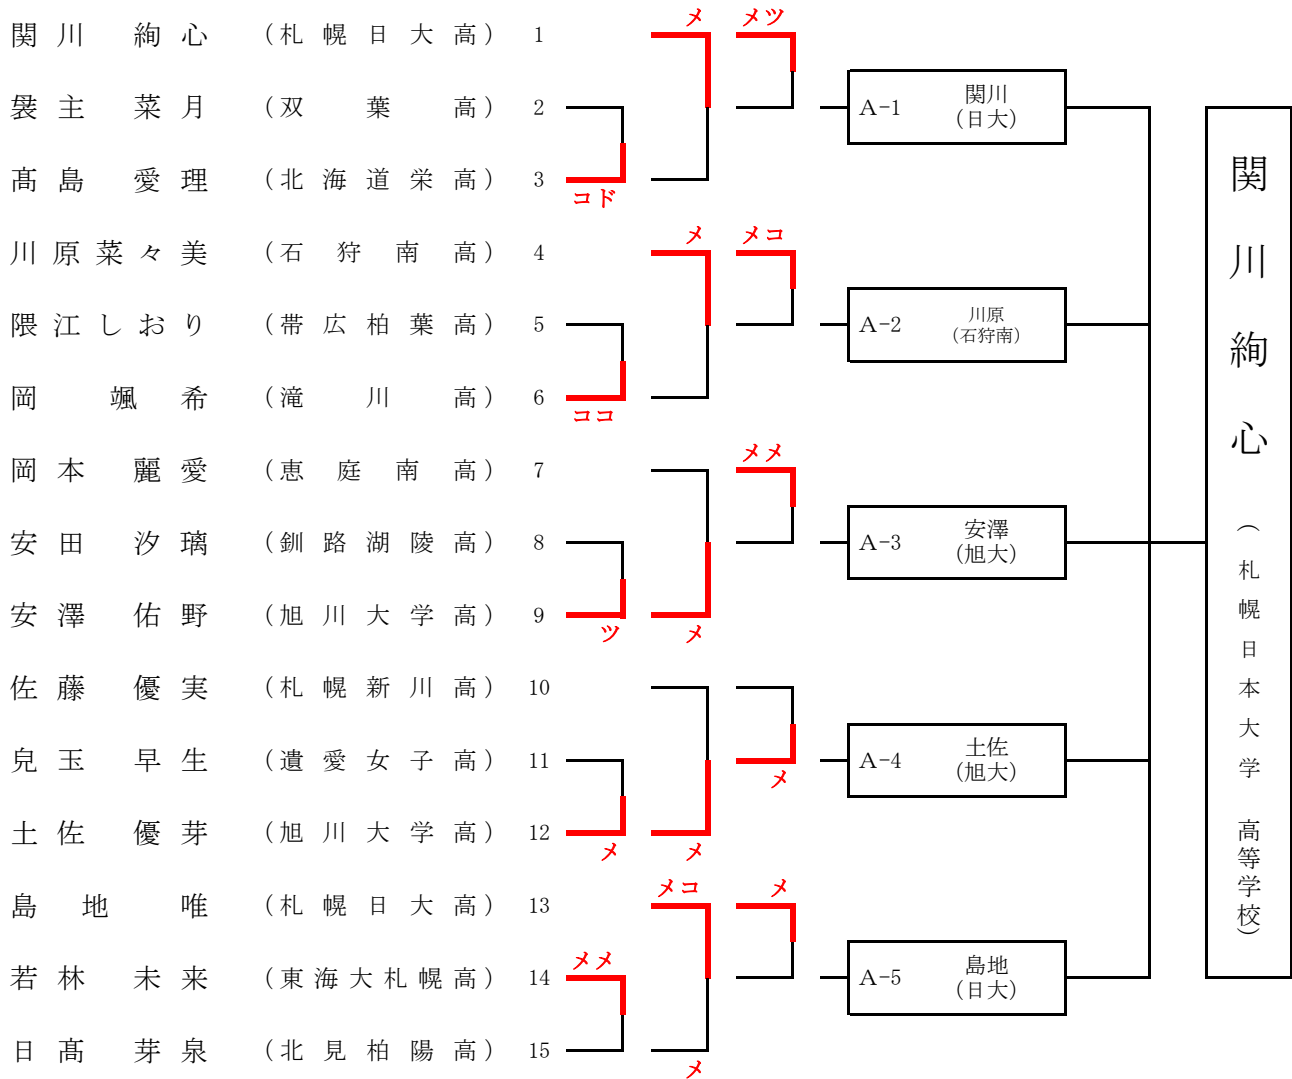 関川 絢心 (札幌日大高) 1
袰主 菜月 (双葉高) 2
髙島 愛理 (北海道栄高) 3
コド
メ
メツ
川原菜々美 (石狩南高) 4
隈江しおり (帯広柏葉高) 5
岡 颯希 (滝川高) 6
ココ
メ
メコ
岡本 麗愛 (恵庭南高) 7
安田 汐璃 (釧路湖陵高) 8
安澤 佑野 (旭川大学高) 9
ツ
メ
メメ
佐藤 優実 (札幌新川高) 10
兒玉 早生 (遺愛女子高) 11
土佐 優芽 (旭川大学高) 12
メ
メ
メ
島地 唯 (札幌日大高) 13
若林 未来 (東海大札幌高) 14
日髙 芽泉 (北見柏陽高) 15
メメ
メコ
メ
メ
A-1 関川
(日大)
A-2 川原
(石狩南)
A-3 安澤
(旭大)
A-4 土佐
(旭大)
A-5 島地
(日大)
関川絢心(札幌日本大学 高等学校)